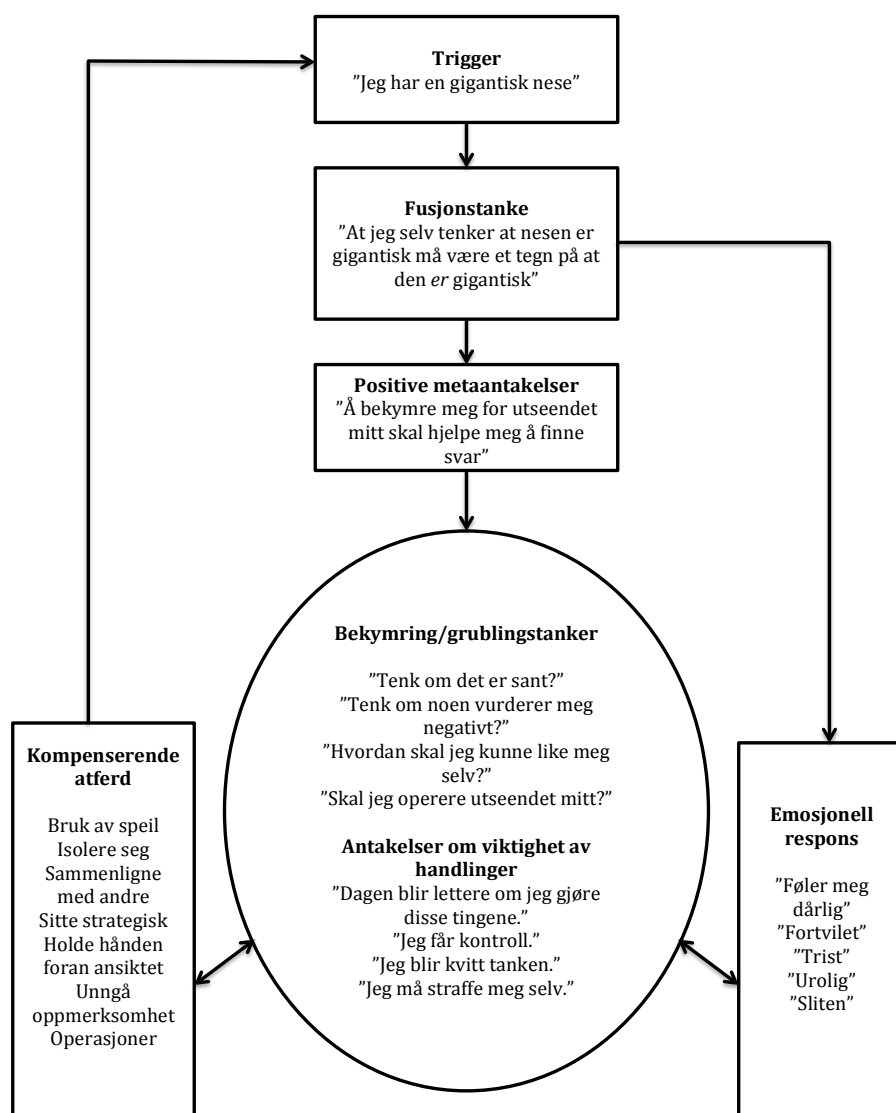 Trigger
”Jeg har en gigantisk nese”
Fusjonstanke
”At jeg selv tenker at nesen er
gigantisk må være et tegn på at
den er gigantisk”
Positive metaantakelser
”Å bekymre meg for utseendet
mitt skal hjelpe meg å finne
svar”
Bekymring/grublingstanker
”Tenk om det er sant?”
”Tenk om noen vurderer meg
negativt?”
”Hvordan skal jeg kunne like meg
selv?”
”Skal jeg operere utseendet mitt?”
Antakelser om viktighet av
handlinger
”Dagen blir lettere om jeg gjøre
disse tingene.”
”Jeg får kontroll.”
”Jeg blir kvitt tanken.”
”Jeg må straffe meg selv.”
Kompenserende
atferd
Bruk av speil
Isolere seg
Sammenligne
med andre
Sitte strategisk
Holde hånden
foran ansiktet
Unngå
oppmerksomhet
Operasjoner
Emosjonell
respons
”Føler meg
dårlig”
”Fortvilet”
”Trist”
”Urolig”
”Sliten”